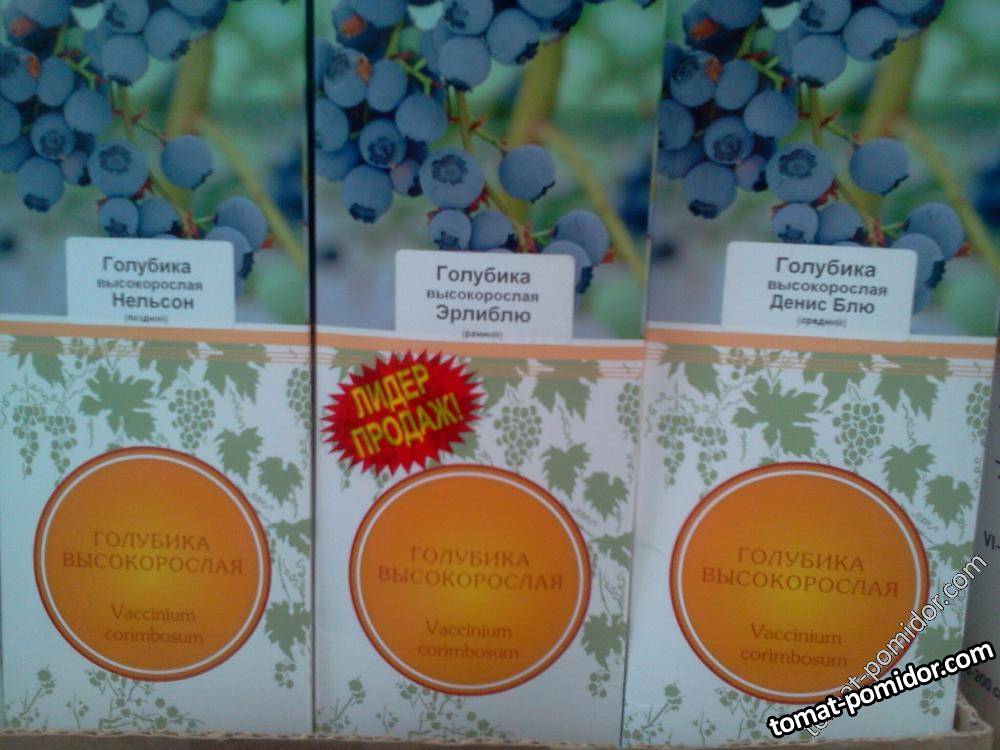 Голубика
высокорослая
Нельсон
(поздний)
ГОЛУБИКА
ВЫСОКОРОСЛАЯ
Vaccinium
corimbosum
Голубика
высокорослая
Эрлиблю
(ранний)
ЛИДЕР
ПРОДАЖ!
ГОЛУБИКА
ВЫСОКОРОСЛАЯ
Vaccinium
corimbosum
Голубика
высокорослая
Денис Блю
(средний)
ГОЛУБИКА
ВЫСОКОРОСЛАЯ
Vaccinium
corimbosum
VI-
tomat-pomidor.com
tomat-pomidor.com